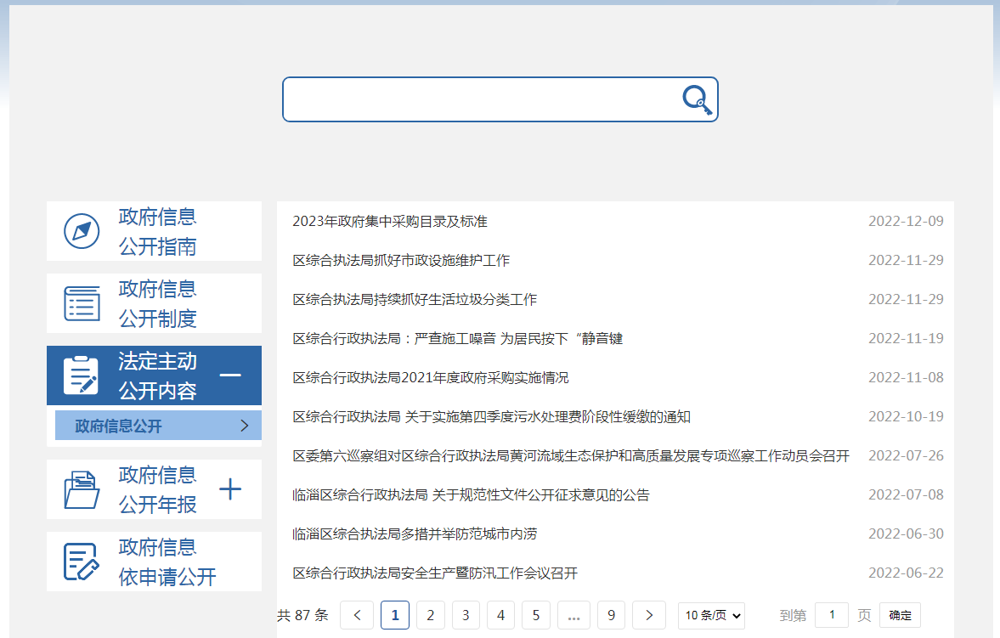 政府信息
公开指南
政府信息
公开制度
法定主动
公开内容
政府信息公开
政府信息
公开年报
政府信息
依申请公开
2023年政府集中采购目录及标准 2022-12-09
区综合执法局抓好市政设施维护工作 2022-11-29
区综合执法局持续抓好生活垃圾分类工作 2022-11-29
区综合行政执法局：严查施工噪音 为居民按下“静音键 2022-11-19
区综合行政执法局2021年度政府采购实施情况 2022-11-08
区综合行政执法局 关于实施第四季度污水处理费阶段性缓缴的通知 2022-10-19
区委第六巡察组对区综合行政执法局黄河流域生态保护和高质量发展专项巡察工作动员会召开 2022-07-26
临淄区综合行政执法局 关于规范性文件公开征求意见的公告 2022-07-08
临淄区综合执法局多措并举防范城市内涝 2022-06-30
区综合行政执法局安全生产暨防汛工作会议召开 2022-06-22
共 87 条 < 1 2 3 4 5 … 9 > 10 条/页 到第 1 页 确定